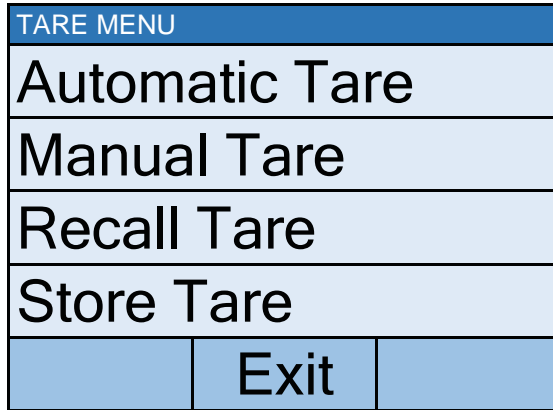 TARE MENU
Automatic Tare
Manual Tare
Recall Tare
Store Tare
Exit